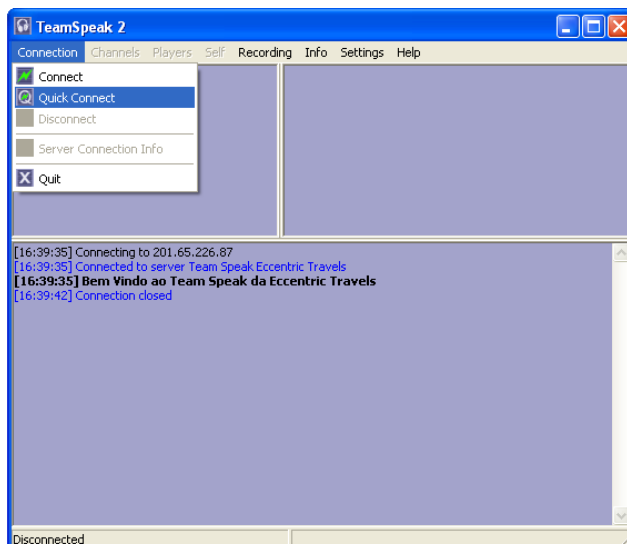 TeamSpeak 2
Connection Channels Players Self Recording Info Settings Help
Connect
Quick Connect
Disconnect
Server Connection Info
Quit
[16:39:35] Connecting to 201.65.226.87
[16:39:35] Connected to server Team Speak Eccentric Travels
[16:39:35] Bem Vindo ao Team Speak da Eccentric Travels
[16:39:42] Connection closed
Disconnected